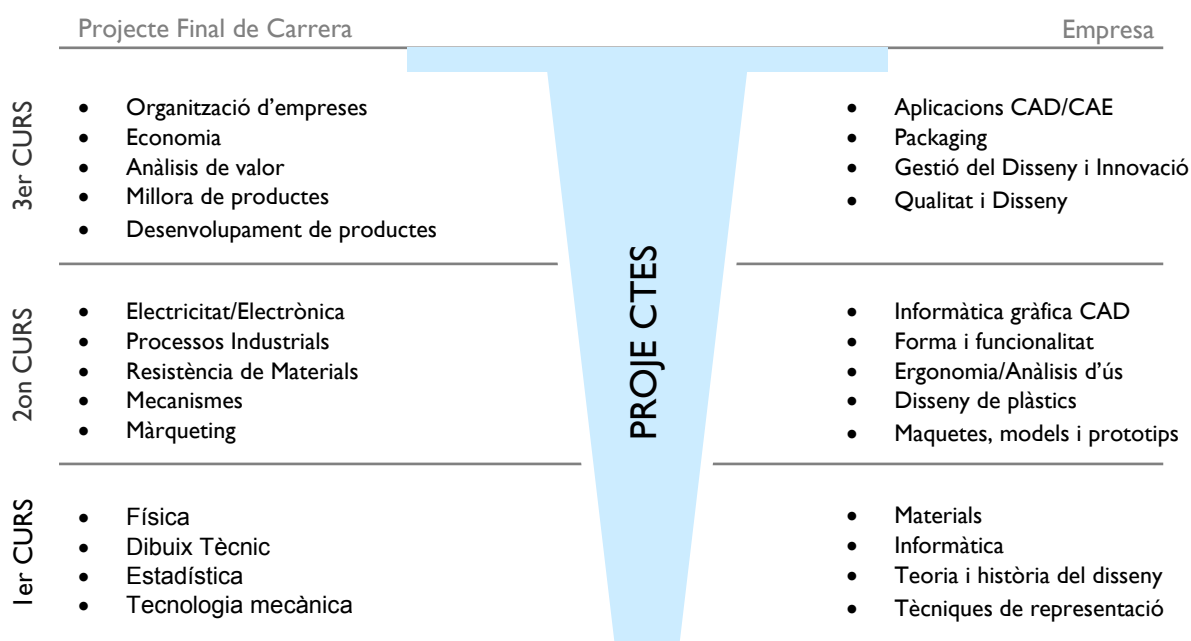 Projecte Final de Carrera
Empresa
3er CURS
• Organització d’empreses
• Economia
• Anàlisis de valor
• Millora de productes
• Desenvolupament de productes
• Aplicacions CAD/CAE
• Packaging
• Gestió del Disseny i Innovació
• Qualitat i Disseny
PROJE CTES
2on CURS
• Electricitat/Electrònica
• Processos Industrials
• Resistència de Materials
• Mecanismes
• Màrqueting
• Informàtica gràfica CAD
• Forma i funcionalitat
• Ergonomia/Anàlisis d’ús
• Disseny de plàstics
• Maquetes, models i prototips
1er CURS
• Física
• Dibuix Tècnic
• Estadística
• Tecnologia mecànica
• Materials
• Informàtica
• Teoria i història del disseny
• Tècniques de representació